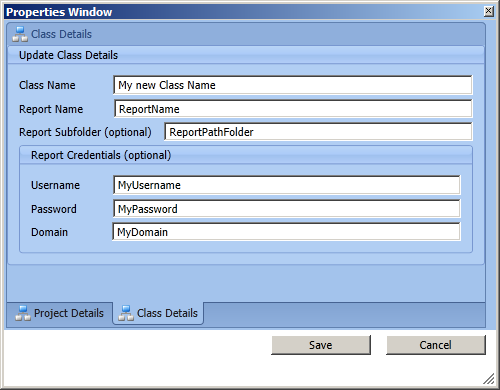 Properties Window
Class Details
Update Class Details
Class Name My new Class Name
Report Name ReportName
Report Subfolder (optional) ReportPathFolder
Report Credentials (optional)
Username MyUsername
Password MyPassword
Domain MyDomain
Project Details Class Details
Save Cancel